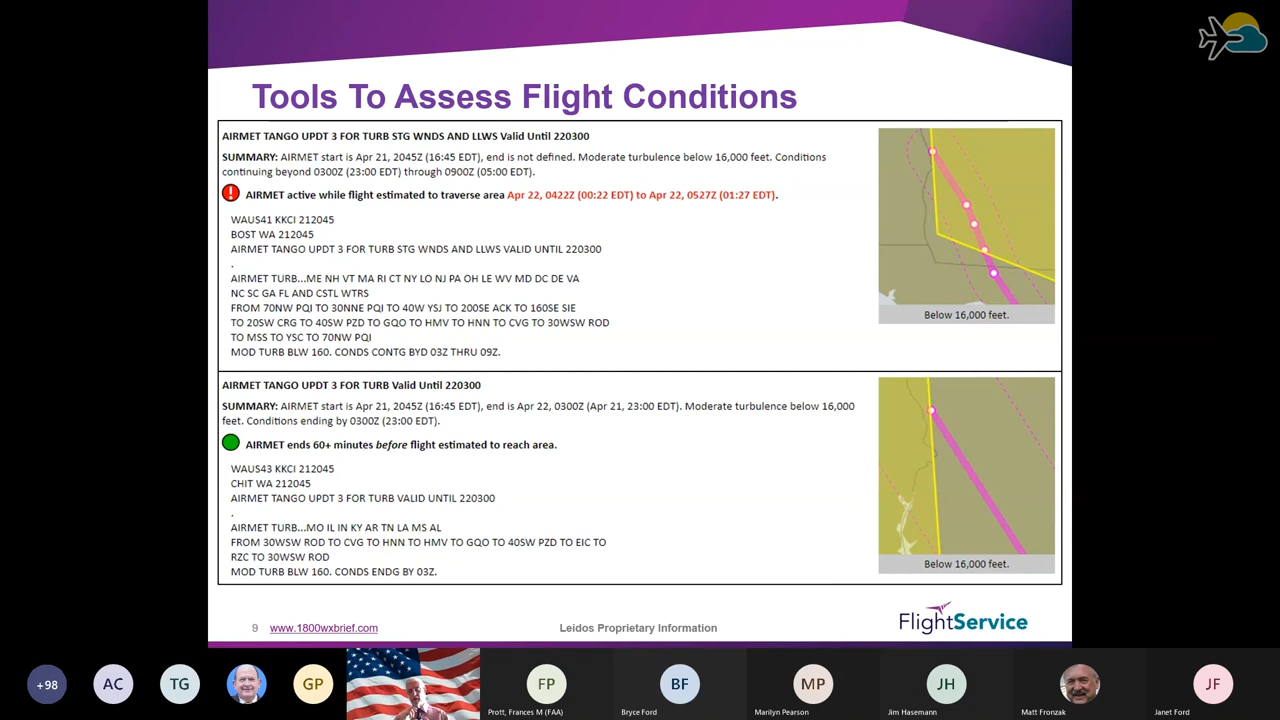 Tools To Assess Flight Conditions
AIRMET TANGO UPDT 3 FOR TURB STG WNDS AND LLWS Valid Until 220300
SUMMARY: AIRMET start is Apr 21, 2045Z (16:45 EDT), end is not defined. Moderate turbulence below 16,000 feet. Conditions
continuing beyond 0300Z (23:00 EDT) through 0900Z (05:00 EDT).
AIRMET active while flight estimated to traverse area Apr 22, 0422Z (00:22 EDT) to Apr 22, 0527Z (01:27 EDT).
WAUS41 KKCI 212045
BOST WA 212045
AIRMET TANGO UPDT 3 FOR TURB STG WNDS AND LLWS VALID UNTIL 220300
.
AIRMET TURB...ME NH VT MA RI CT NY LO NJ PA OH LE WV MD DC DE VA
NC SC GA FL AND CSTL WTRS
FROM 70NW PQI TO 30NNE PQI TO 40W YSJ TO 200SE ACK TO 160SE SIE
TO 20SW CRG TO 40SW PZD TO GQO TO HMV TO HNN TO CVG TO 30WSW ROD
TO MSS TO YSC TO 70NW PQI
MOD TURB BLW 160. CONDS CONTG BYD 03Z THRU 09Z.
Below 16,000 feet.
AIRMET TANGO UPDT 3 FOR TURB Valid Until 220300
SUMMARY: AIRMET start is Apr 21, 2045Z (16:45 EDT), end is Apr 22, 0300Z (Apr 21, 23:00 EDT). Moderate turbulence below 16,000
feet. Conditions ending by 0300Z (23:00 EDT).
AIRMET ends 60+ minutes before flight estimated to reach area.
WAUS43 KKCI 212045
CHIT WA 212045
AIRMET TANGO UPDT 3 FOR TURB VALID UNTIL 220300
.
AIRMET TURB...MO IL IN KY AR TN LA MS AL
FROM 30WSW ROD TO CVG TO HNN TO HMV TO GQO TO 40SW PZD TO EIC TO
RZC TO 30WSW ROD
MOD TURB BLW 160. CONDS ENDG BY 03Z.
Below 16,000 feet.
9 www.1800wxbrief.com
Leidos Proprietary Information
FlightService
+98
AC
TG
GP
FP
Prott, Frances M (FAA)
BF
Bryce Ford
MP
Marilyn Pearson
JH
Jim Hasemann
Matt Fronzak
JF
Janet Ford